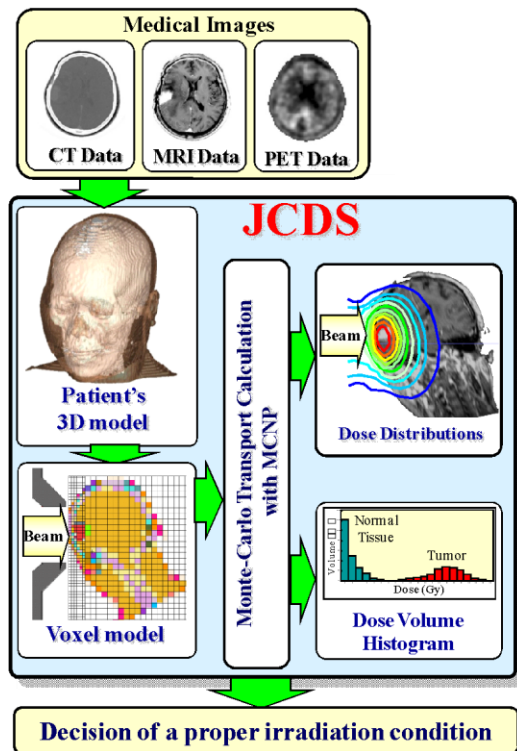 Medical Images
CT Data
MRI Data
PET Data
JCDS
Patient's
3D model
Beam
Voxel model
Monte-Carlo Transport Calculation
with MCNP
Beam
Dose Distributions
Normal
Tissue
Tumor
Volume
Dose (Gy)
Dose Volume
Histogram
Decision of a proper irradiation condition